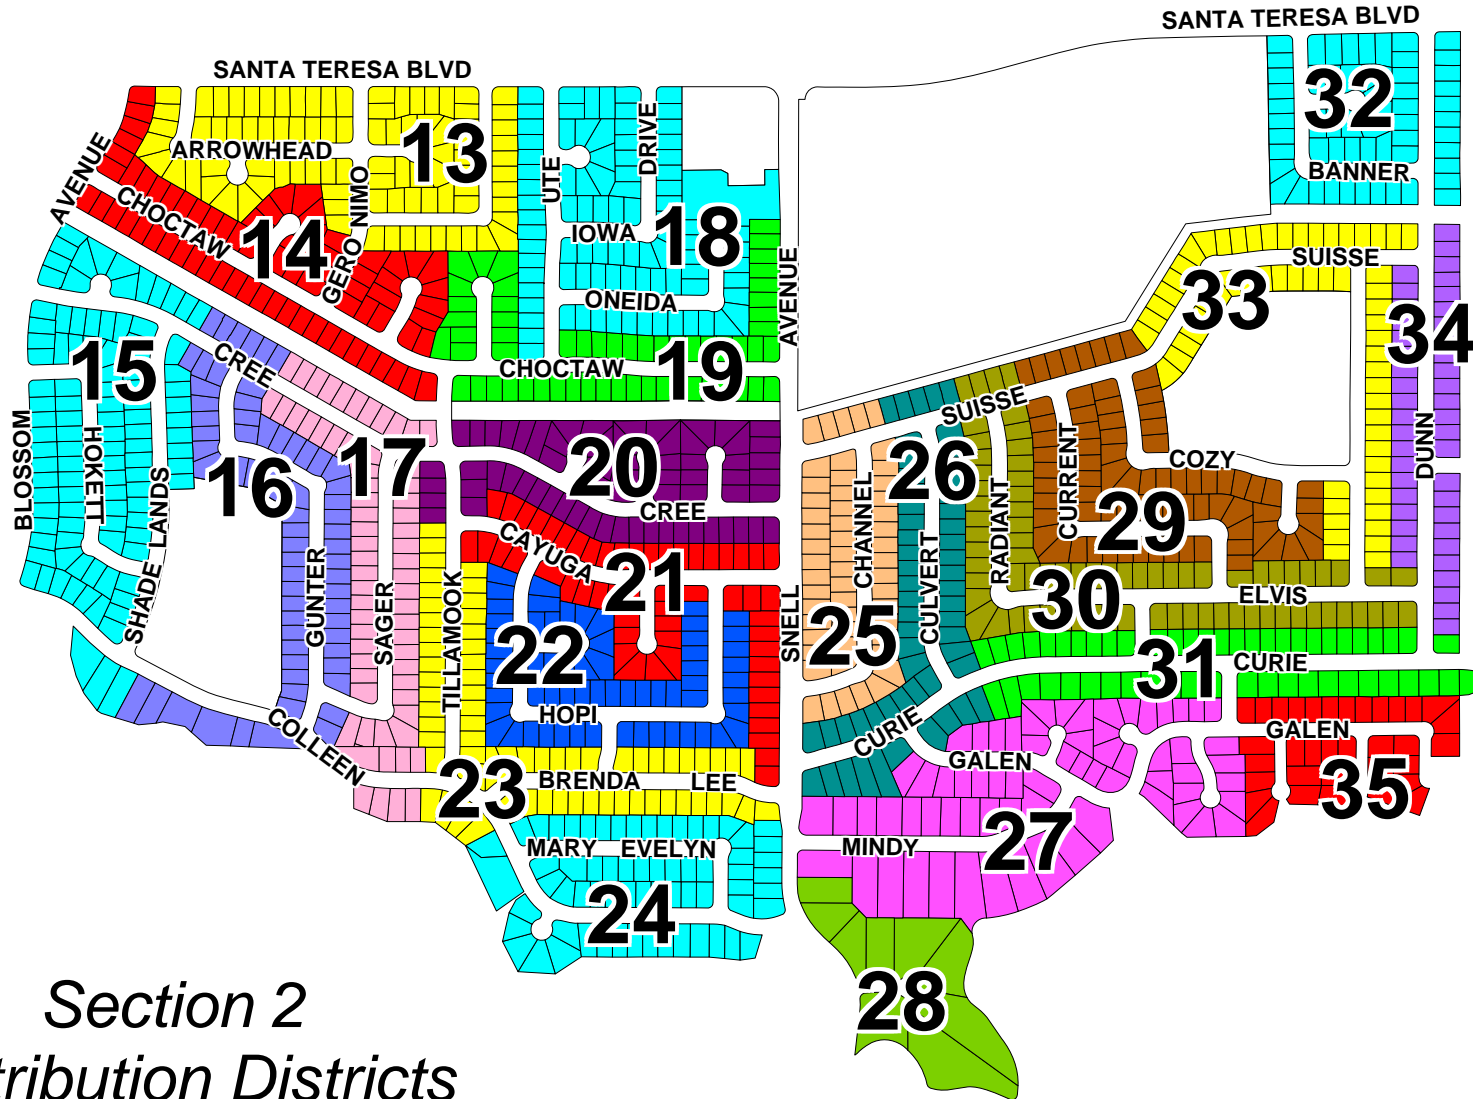 SANTA TERESA BLVD
SANTA TERESA BLVD
32
BANNER
ARROWHEAD
13
UTE
DRIVE
AVENUE
CHOCTAW
14
GERO NIMO
IOWA
18
ONEIDA
AVENUE
SUISSE
33
34
15
CREE
CHOCTAW
19
SUISSE
BLOSSOM
HOKETT
LANDS
SHADE
16
17
20
CREE
26
CHANNEL
RADIANT
CURRENT
COZY
DUNN
29
CAYUGA
21
GUNTER
SAGER
TILLAMOOK
22
SNELL
25
CULVERT
30
ELVIS
HOPI
31
CURIE
CURIE
COLLEEN
23
BRENDA LEE
GALEN
GALEN
35
MARY EVELYN
MINDY
27
24
28
Section 2
tribution Districts